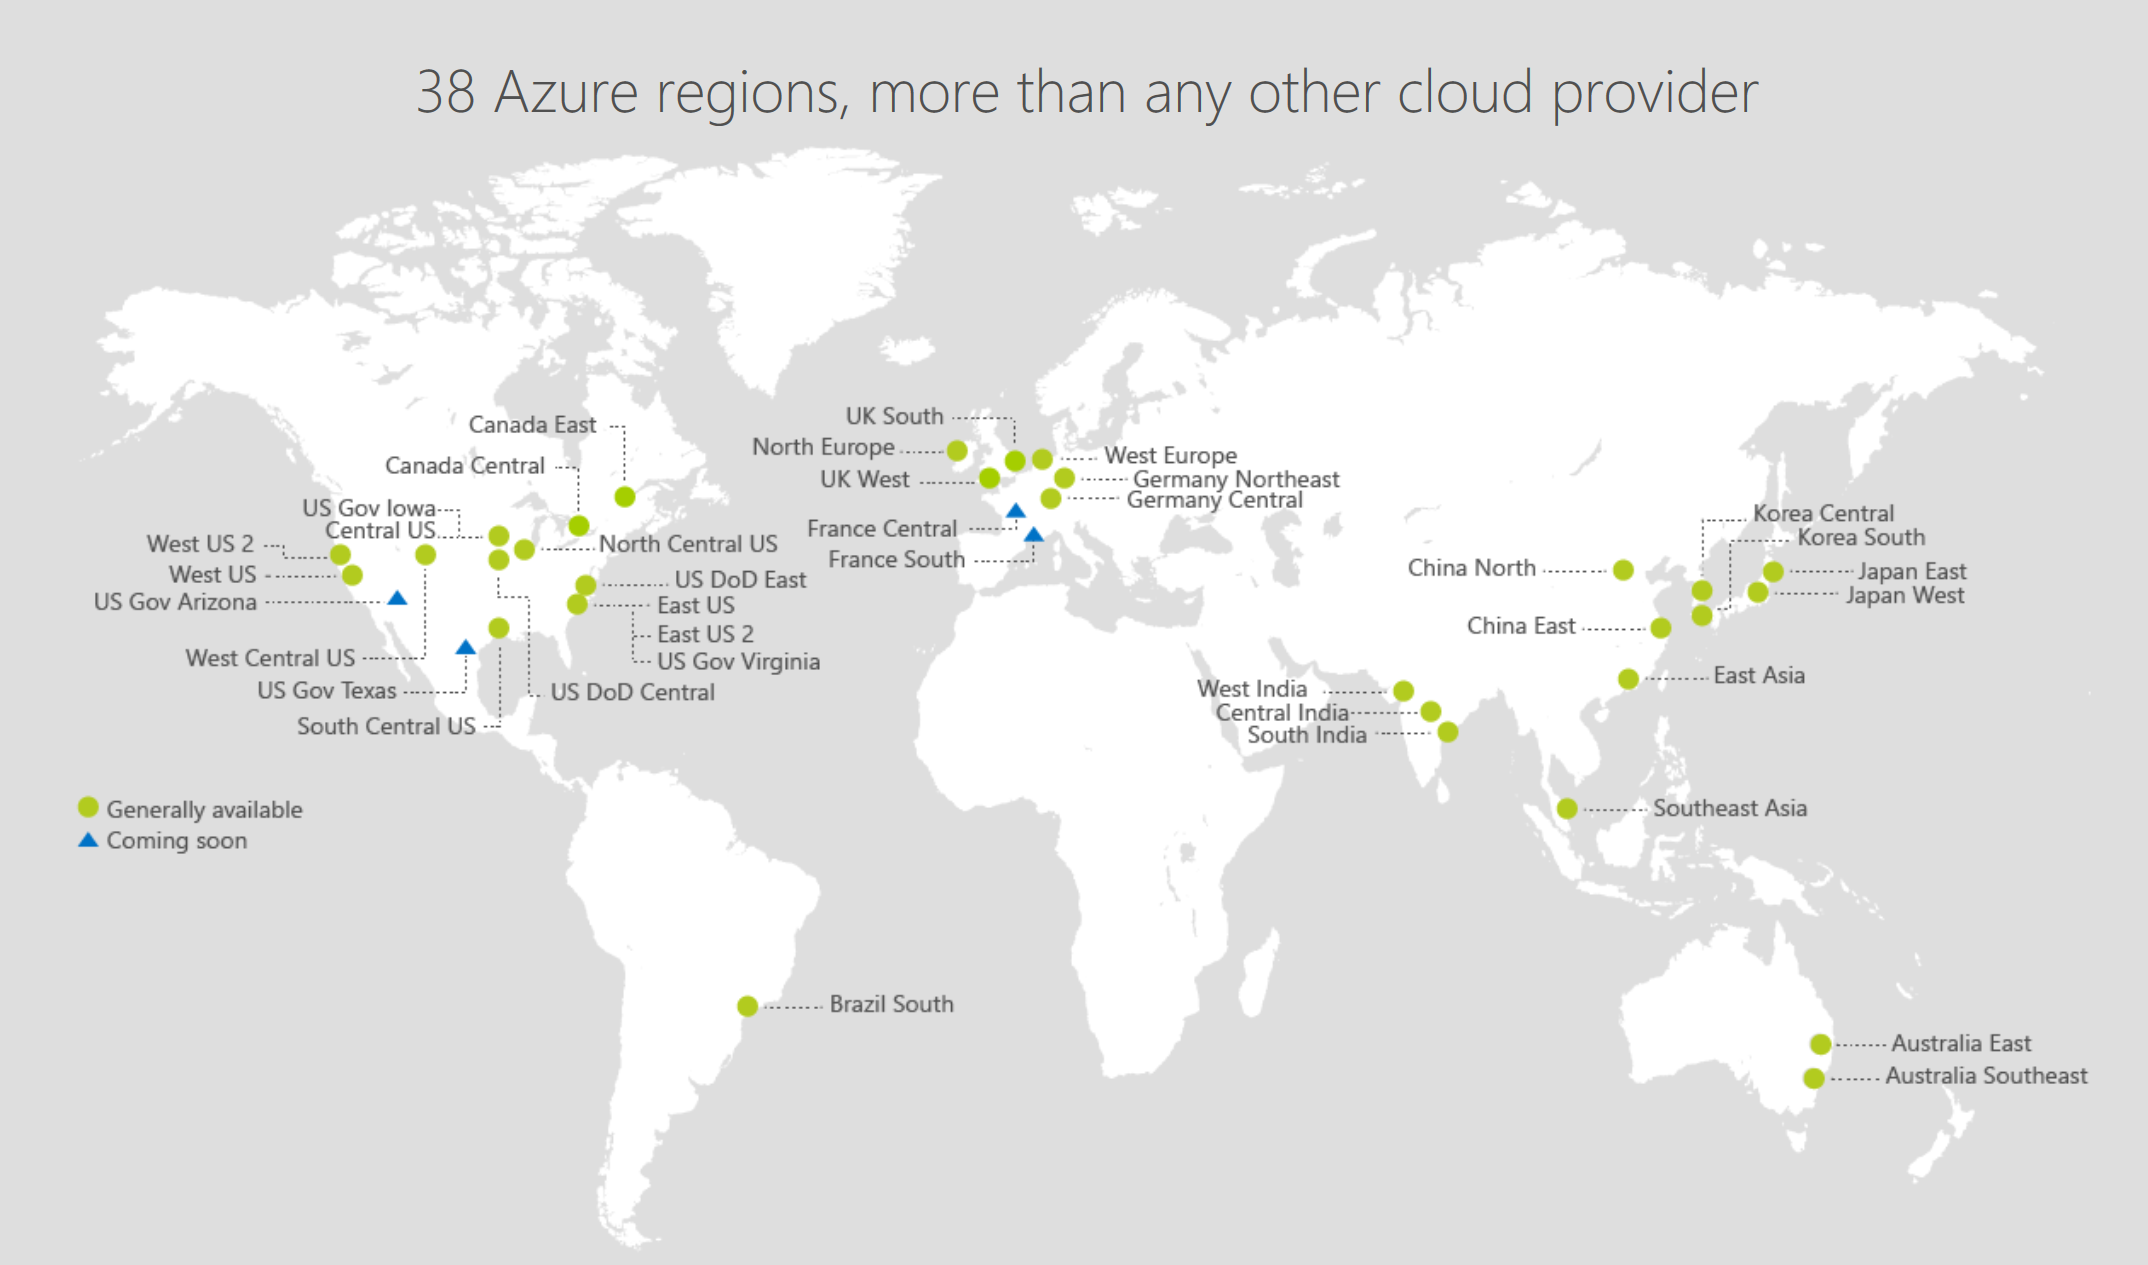 38 Azure regions, more than any other cloud provider
Canada East
Canada Central
US Gov Iowa
Central US
West US 2
West US
US Gov Arizona
North Central US
US DoD East
East US
East US 2
US Gov Virginia
West Central US
US Gov Texas
US DoD Central
South Central US
UK South
North Europe
UK West
West Europe
Germany Northeast
Germany Central
France Central
France South
Korea Central
Korea South
China North
Japan East
Japan West
China East
East Asia
West India
Central India
South India
Southeast Asia
Generally available
Coming soon
Brazil South
Australia East
Australia Southeast